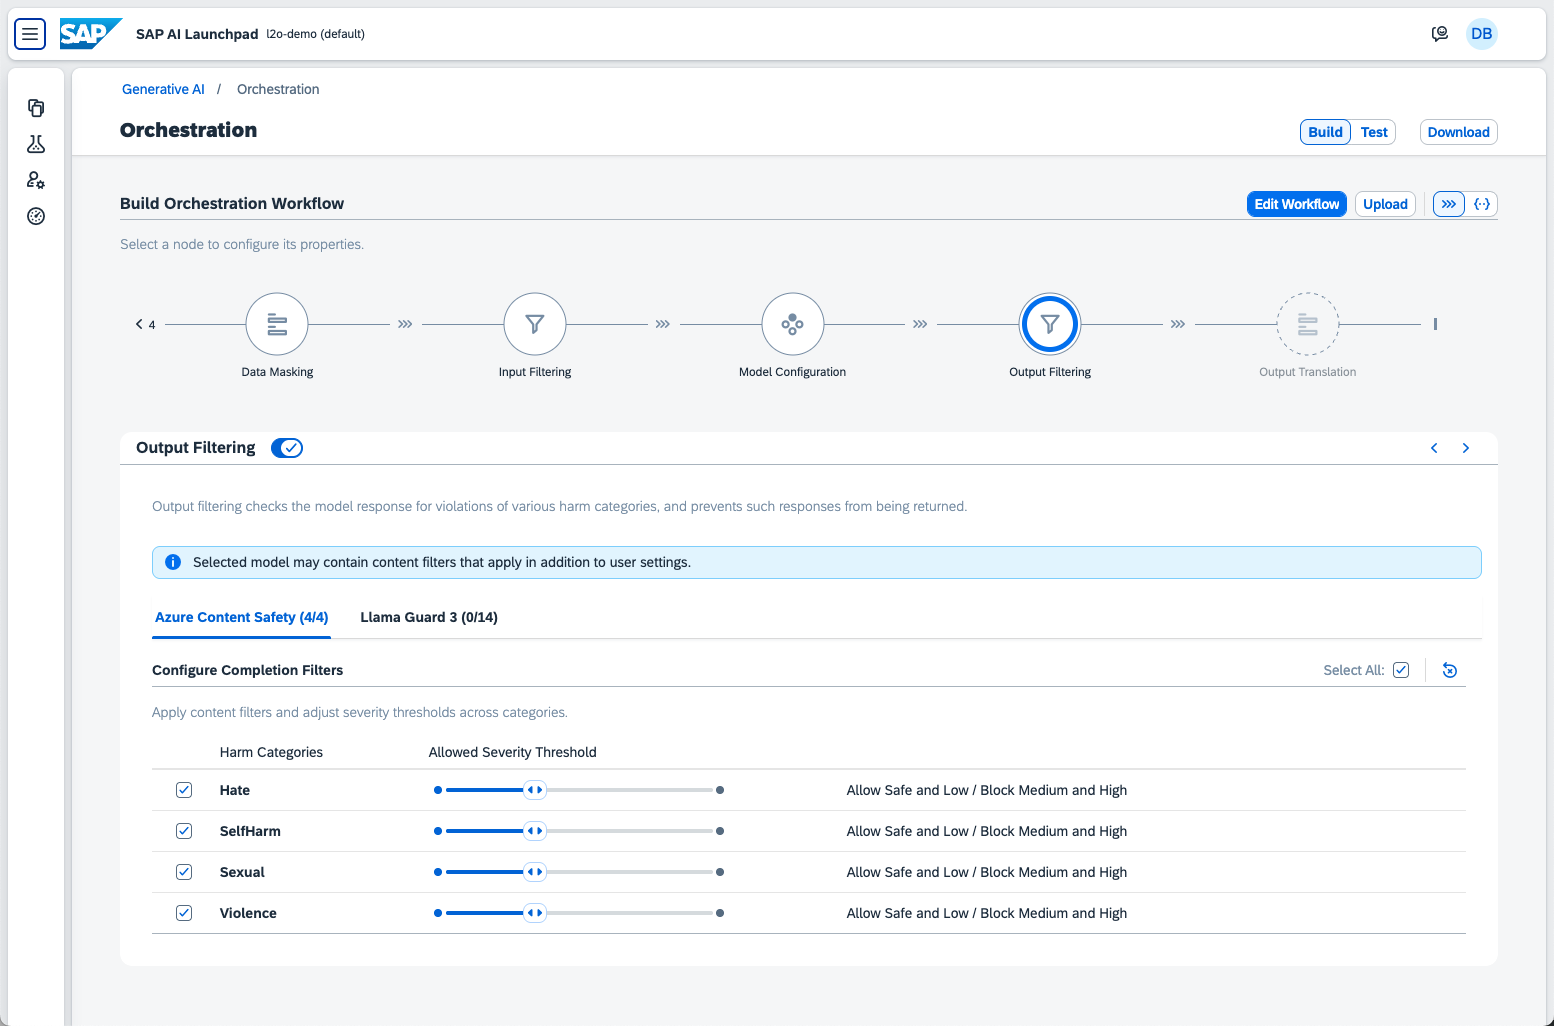 SAP SAP AI Launchpad l2o-demo (default) DB
Generative AI / Orchestration
Orchestration
Build Test Download
Build Orchestration Workflow
Edit Workflow Upload
Select a node to configure its properties.
4
Data Masking Input Filtering Model Configuration Output Filtering Output Translation
Output Filtering
Output filtering checks the model response for violations of various harm categories, and prevents such responses from being returned.
Selected model may contain content filters that apply in addition to user settings.
Azure Content Safety (4/4) Llama Guard 3 (0/14)
Configure Completion Filters Select All:
Apply content filters and adjust severity thresholds across categories.
Harm Categories Allowed Severity Threshold
Hate Allow Safe and Low / Block Medium and High
SelfHarm Allow Safe and Low / Block Medium and High
Sexual Allow Safe and Low / Block Medium and High
Violence Allow Safe and Low / Block Medium and High